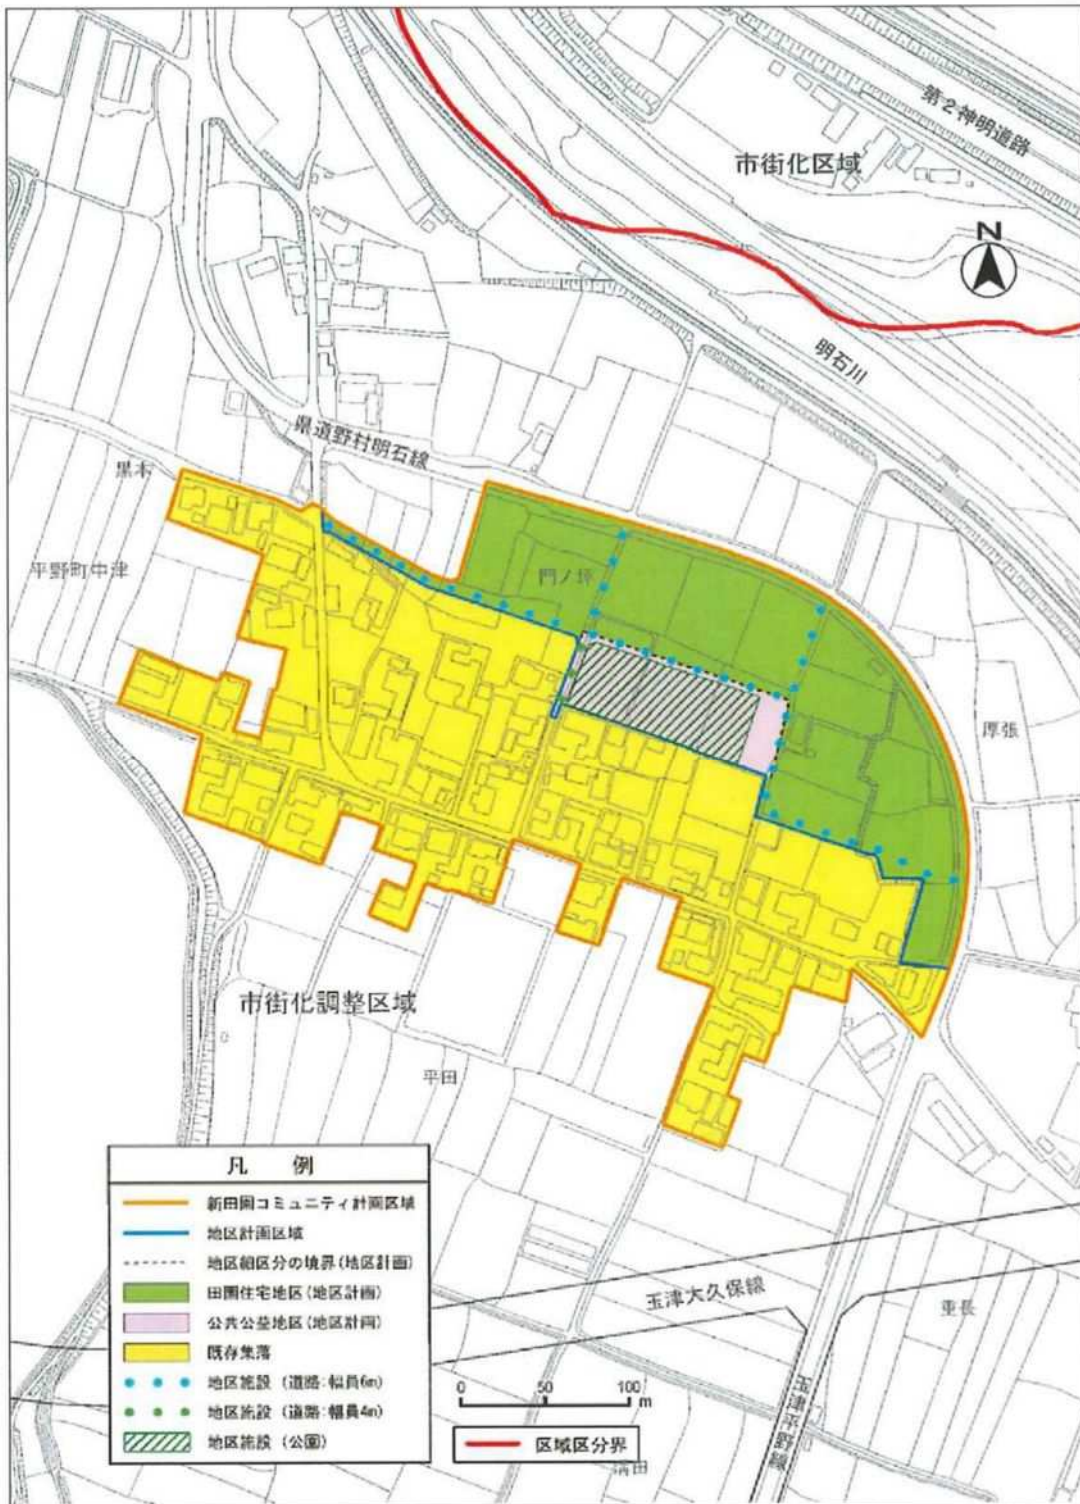 第2神明道路
市街化区域
N
明石川
県道野村明石線
黒本
平野町中津
門ノ坪
厚張
市街化調整区域
平田
凡 例
新田園コミュニティ計画区域
地区計画区域
地区細区分の境界(地区計画)
田園住宅地区(地区計画)
公共公益地区(地区計画)
既存集落
地区施設 (道路:幅員6m)
地区施設 (道路:幅員4m)
地区施設 (公園)
玉津大久保線
重長
0 50 100 m
区域区分界
玉津平野線